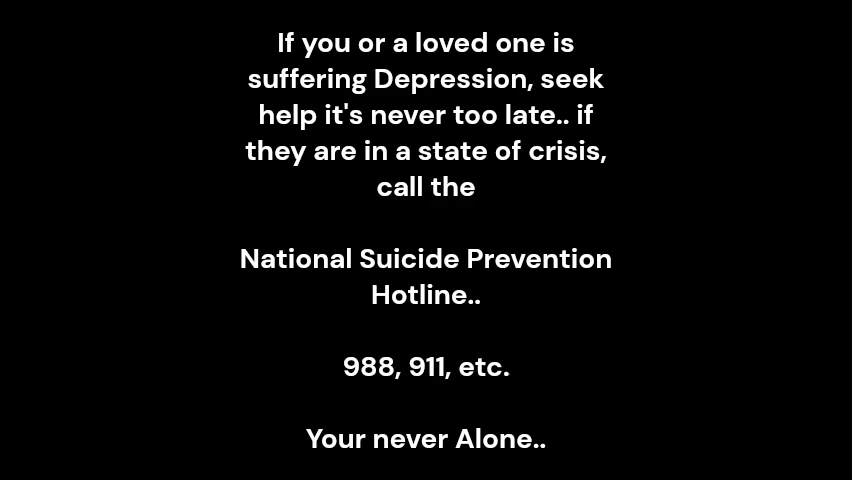 If you or a loved one is
suffering Depression, seek
help it's never too late.. if
they are in a state of crisis,
call the
National Suicide Prevention
Hotline..
988, 911, etc.
Your never Alone..